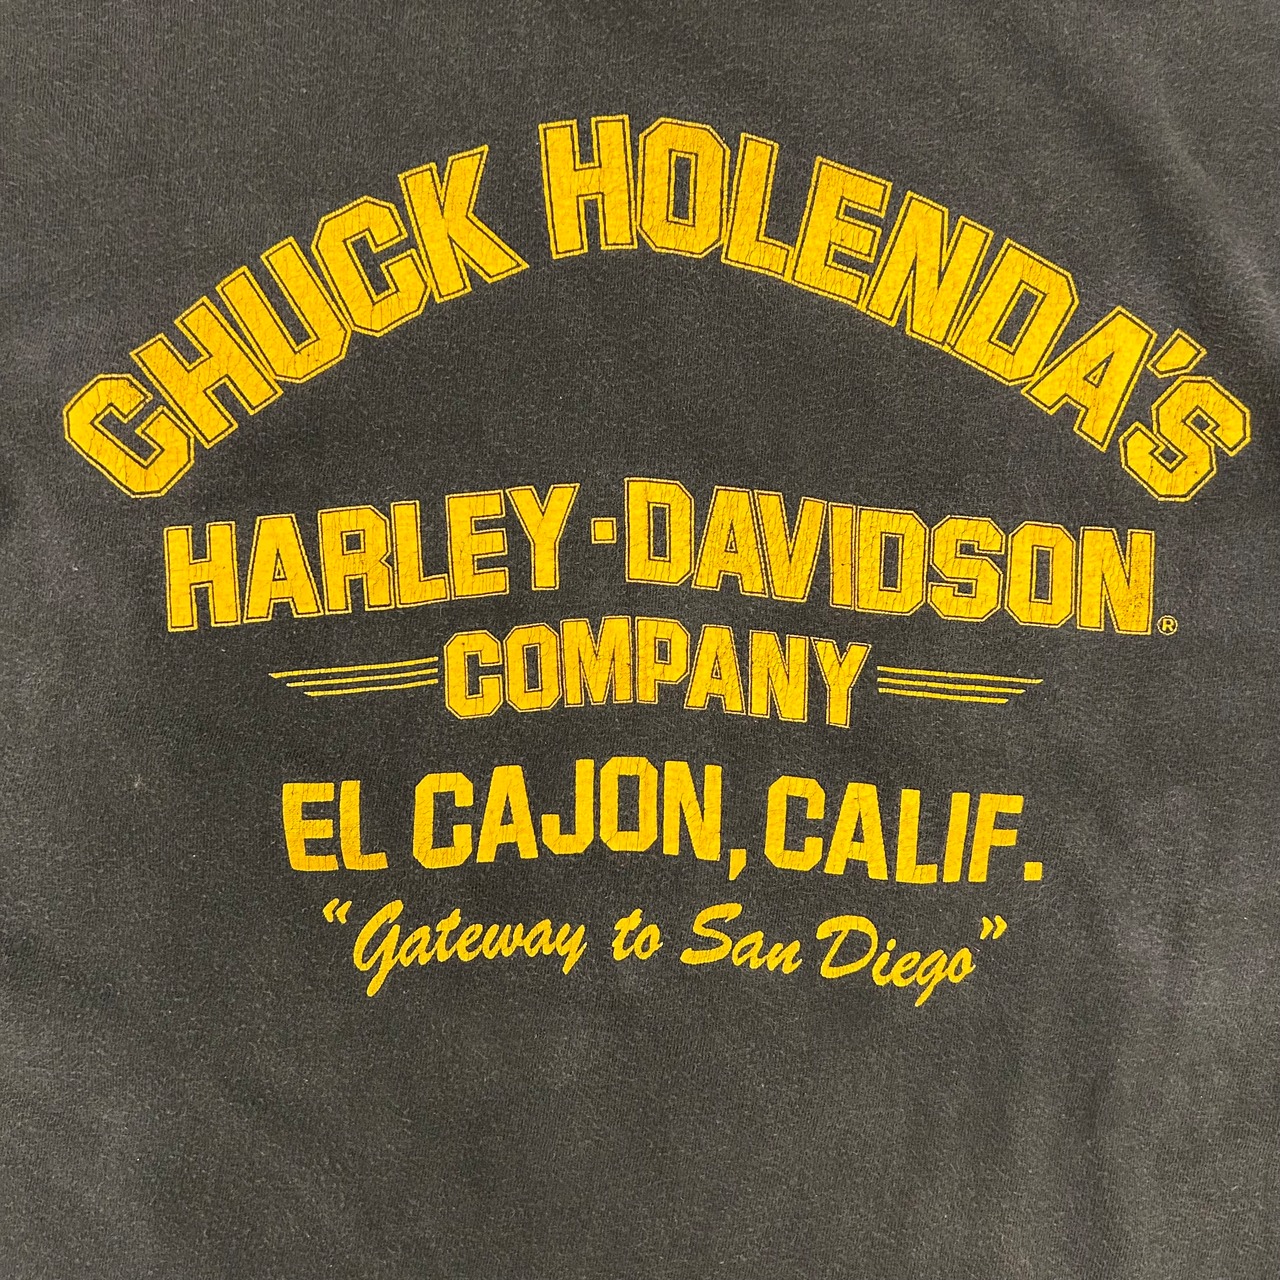 CHUCK HOLENDA'S
HARLEY·DAVIDSON®
COMPANY
EL CAJON, CALIF.
"Gateway to San Diego"